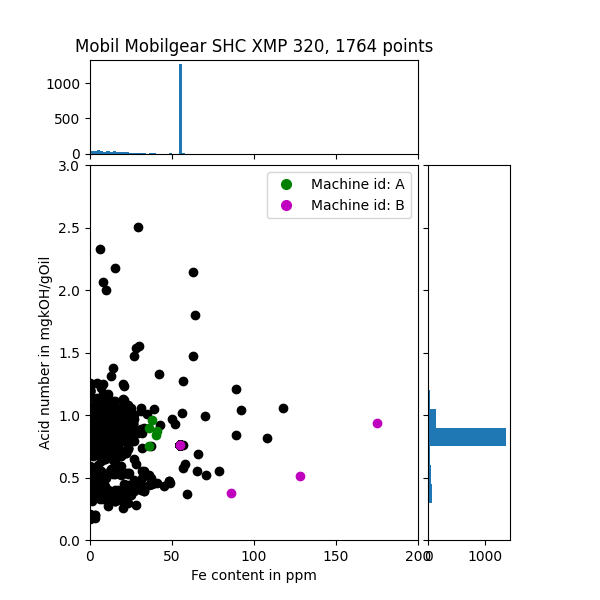 Mobil Mobilgear SHC XMP 320, 1764 points
1000
500
0
3.0
2.5
2.0
1.5
1.0
0.5
0.0
Acid number in mgkOH/gOil
Machine id: A
Machine id: B
0 50 100 150 200
0 1000
Fe content in ppm